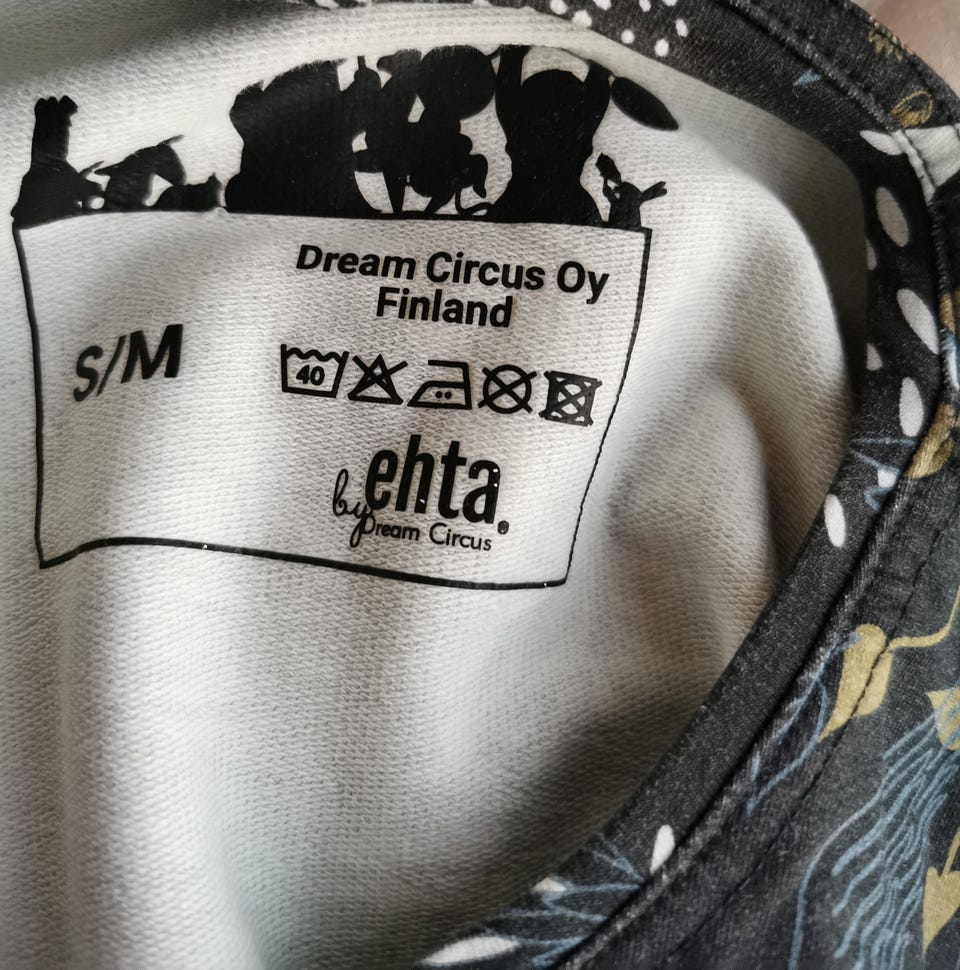 Dream Circus Oy
Finland
S/M
40
ehta.
by Dream Circus